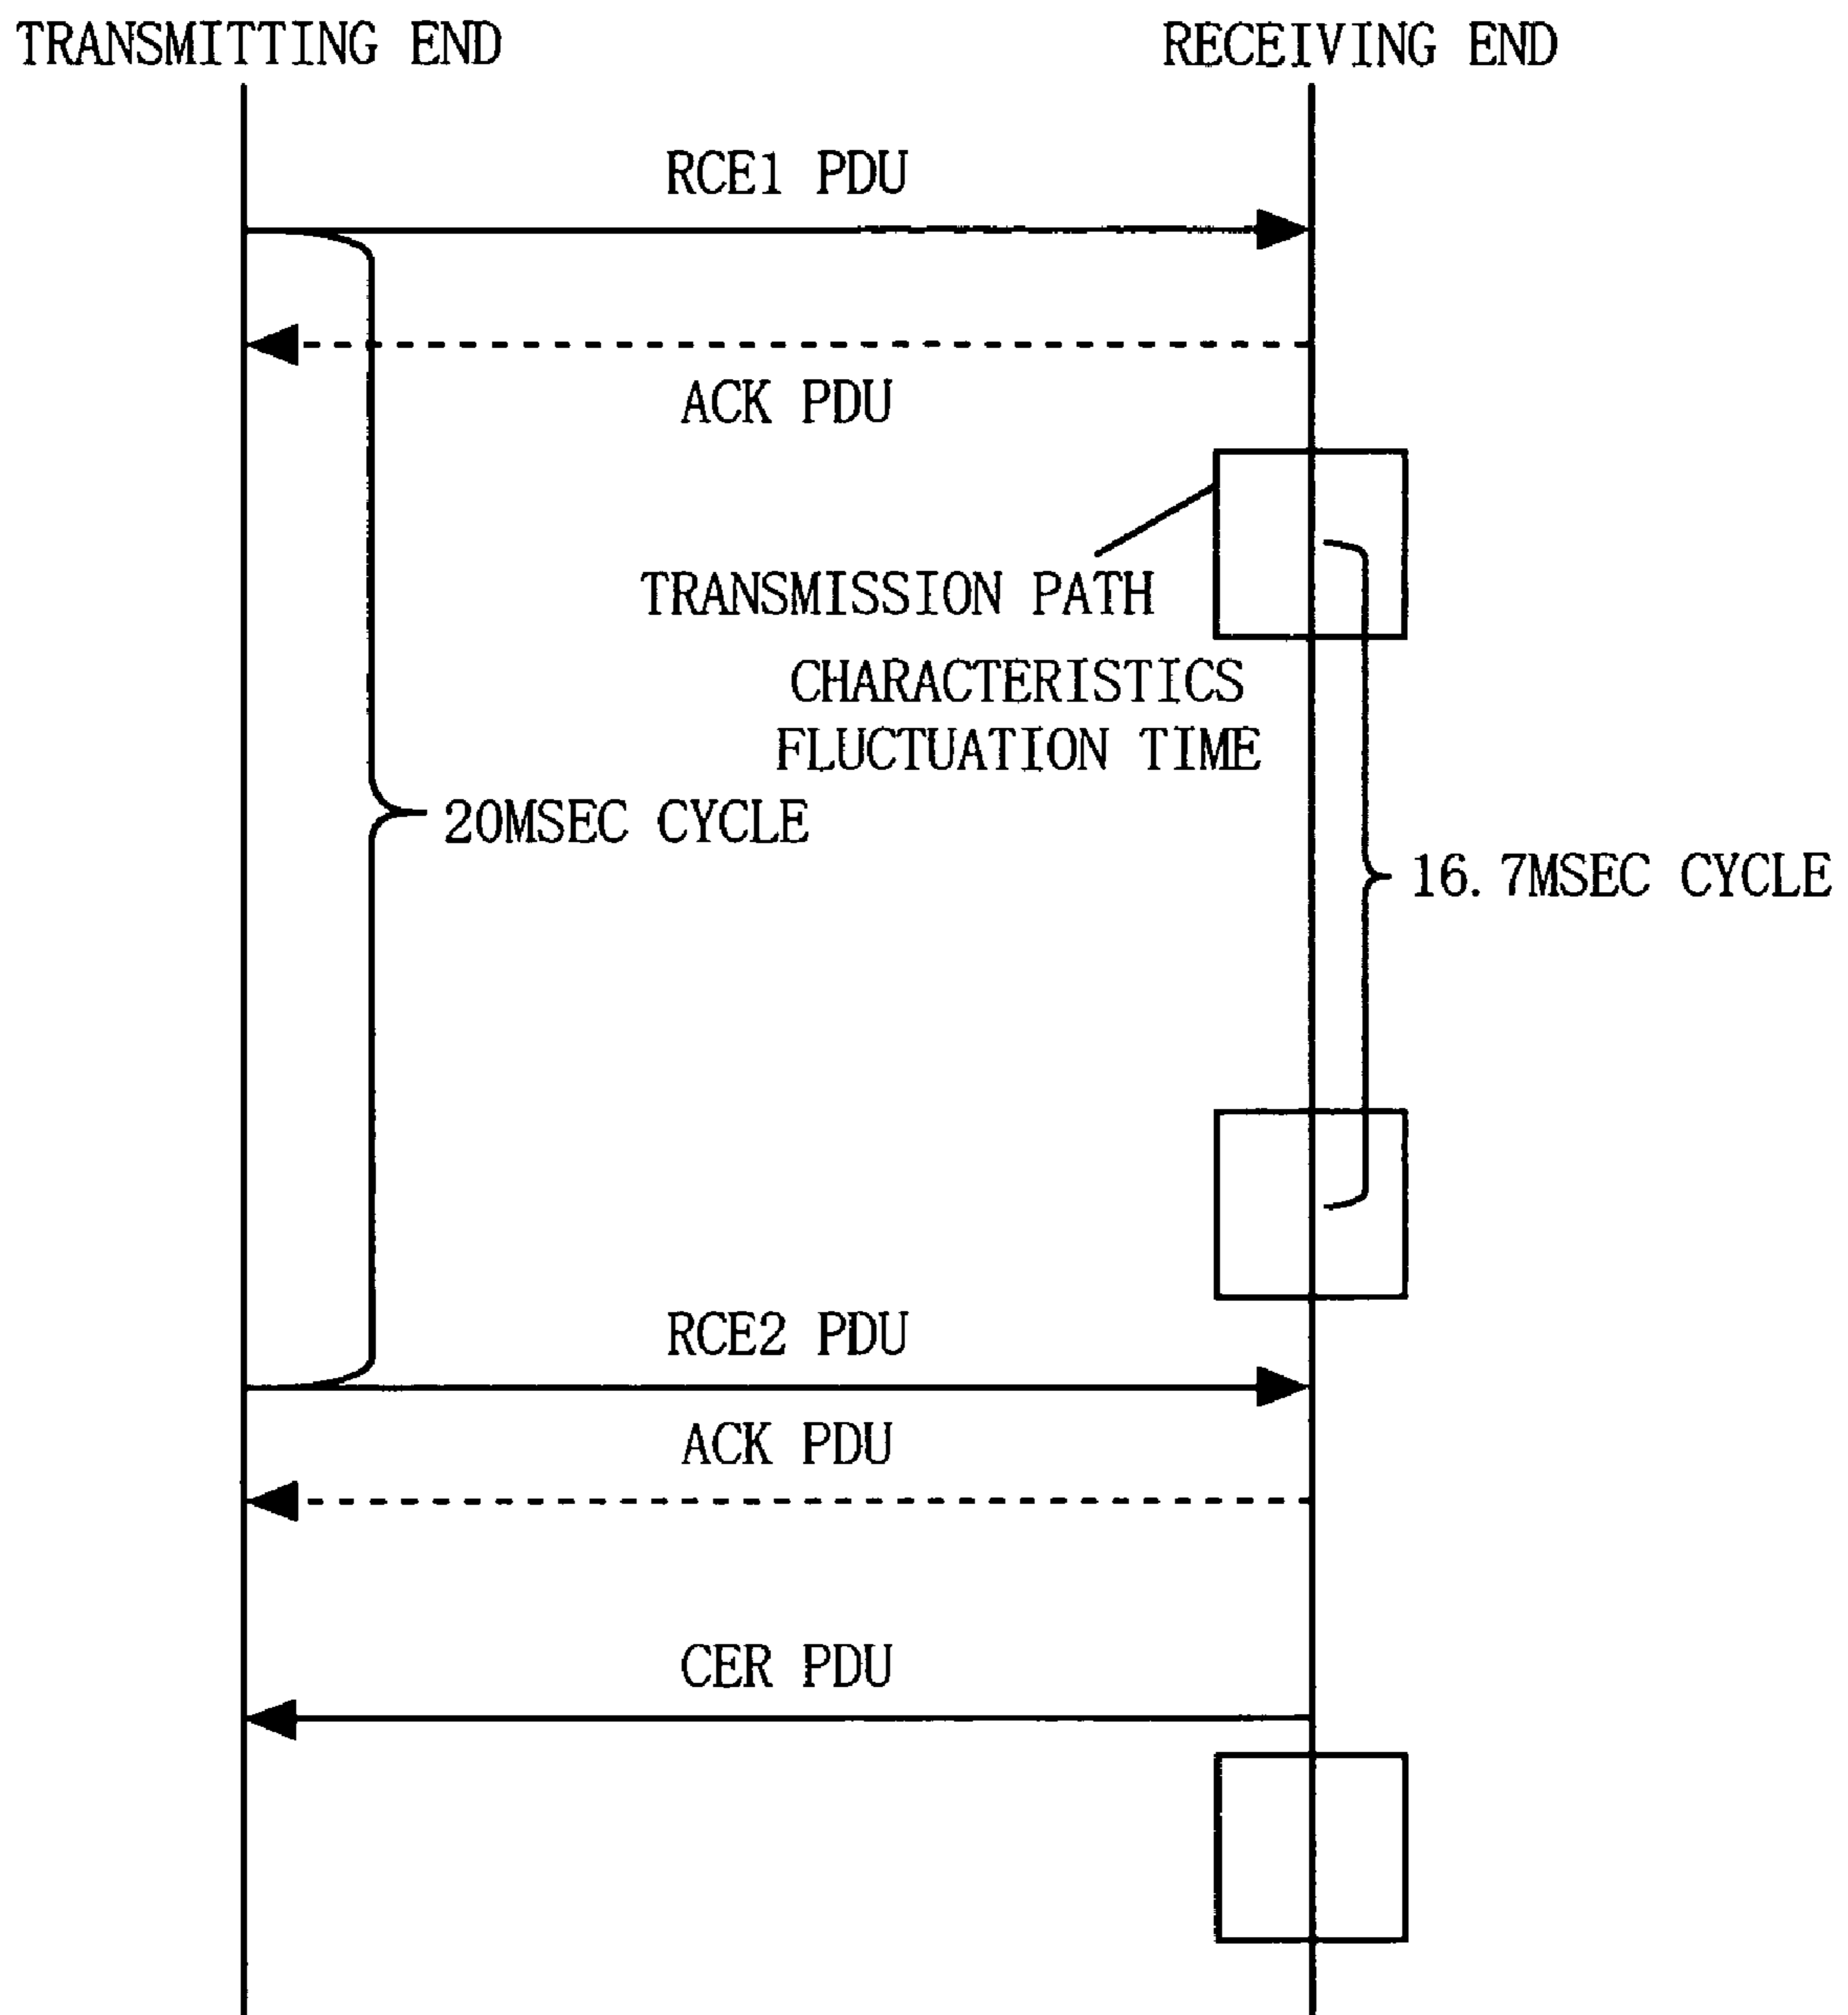 TRANSMITTING END
RECEIVING END
RCE1 PDU
ACK PDU
TRANSMISSION PATH
CHARACTERISTICS
FLUCTUATION TIME
20MSEC CYCLE
16. 7MSEC CYCLE
RCE2 PDU
ACK PDU
CER PDU